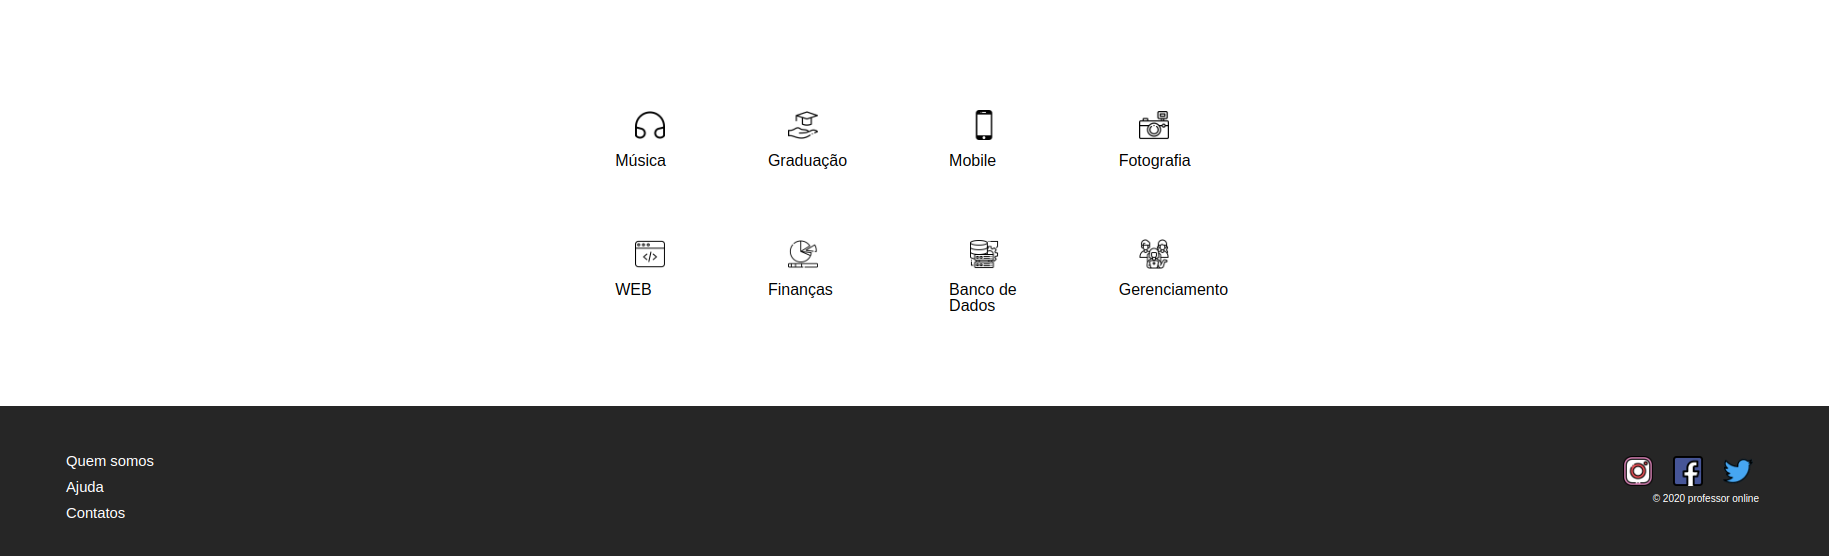 Música
Graduação
Mobile
Fotografia
WEB
Finanças
Banco de
Dados
Gerenciamento
Quem somos
Ajuda
Contatos
© 2020 professor online